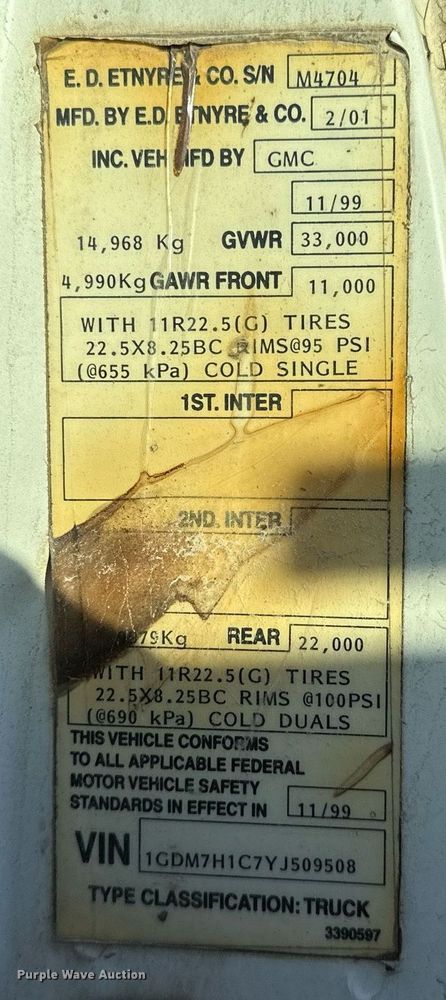 E. D. ETNYRE & CO. S/N M4704
MFD. BY E.D. ETNYRE & CO. 2/01
INC. VEH MFD BY GMC
11/99
14,968 Kg GVWR 33,000
4,990Kg GAWR FRONT 11,000
WITH 11R22.5(G) TIRES
22.5X8.25BC RIMS@95 PSI
(@655 kPa) COLD SINGLE
1ST. INTER
2ND. INTER
REAR 22,000
WITH 11R22.5(G) TIRES
22.5X8.25BC RIMS @100PSI
(@690 kPa) COLD DUALS
THIS VEHICLE CONFORMS
TO ALL APPLICABLE FEDERAL
MOTOR VEHICLE SAFETY
STANDARDS IN EFFECT IN 11/99
VIN 1GDM7H1C7YJ509508
TYPE CLASSIFICATION: TRUCK
3390597
Purple Wave Auction